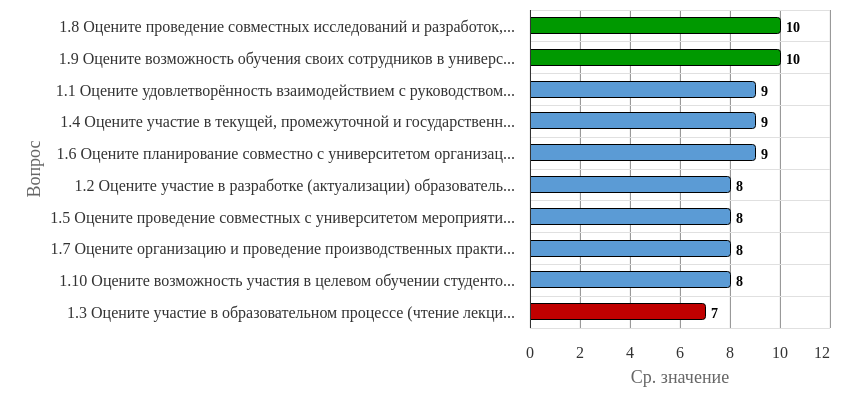 1.8 Оцените проведение совместных исследований и разработок,... 10
1.9 Оцените возможность обучения своих сотрудников в универс... 10
1.1 Оцените удовлетворённость взаимодействием с руководством... 9
1.4 Оцените участие в текущей, промежуточной и государственн... 9
1.6 Оцените планирование совместно с университетом организац... 9
1.2 Оцените участие в разработке (актуализации) образователь... 8
1.5 Оцените проведение совместных с университетом мероприяти... 8
1.7 Оцените организацию и проведение производственных практи... 8
1.10 Оцените возможность участия в целевом обучении студенто... 8
1.3 Оцените участие в образовательном процессе (чтение лекци... 7
Вопрос
0 2 4 6 8 10 12
Ср. значение